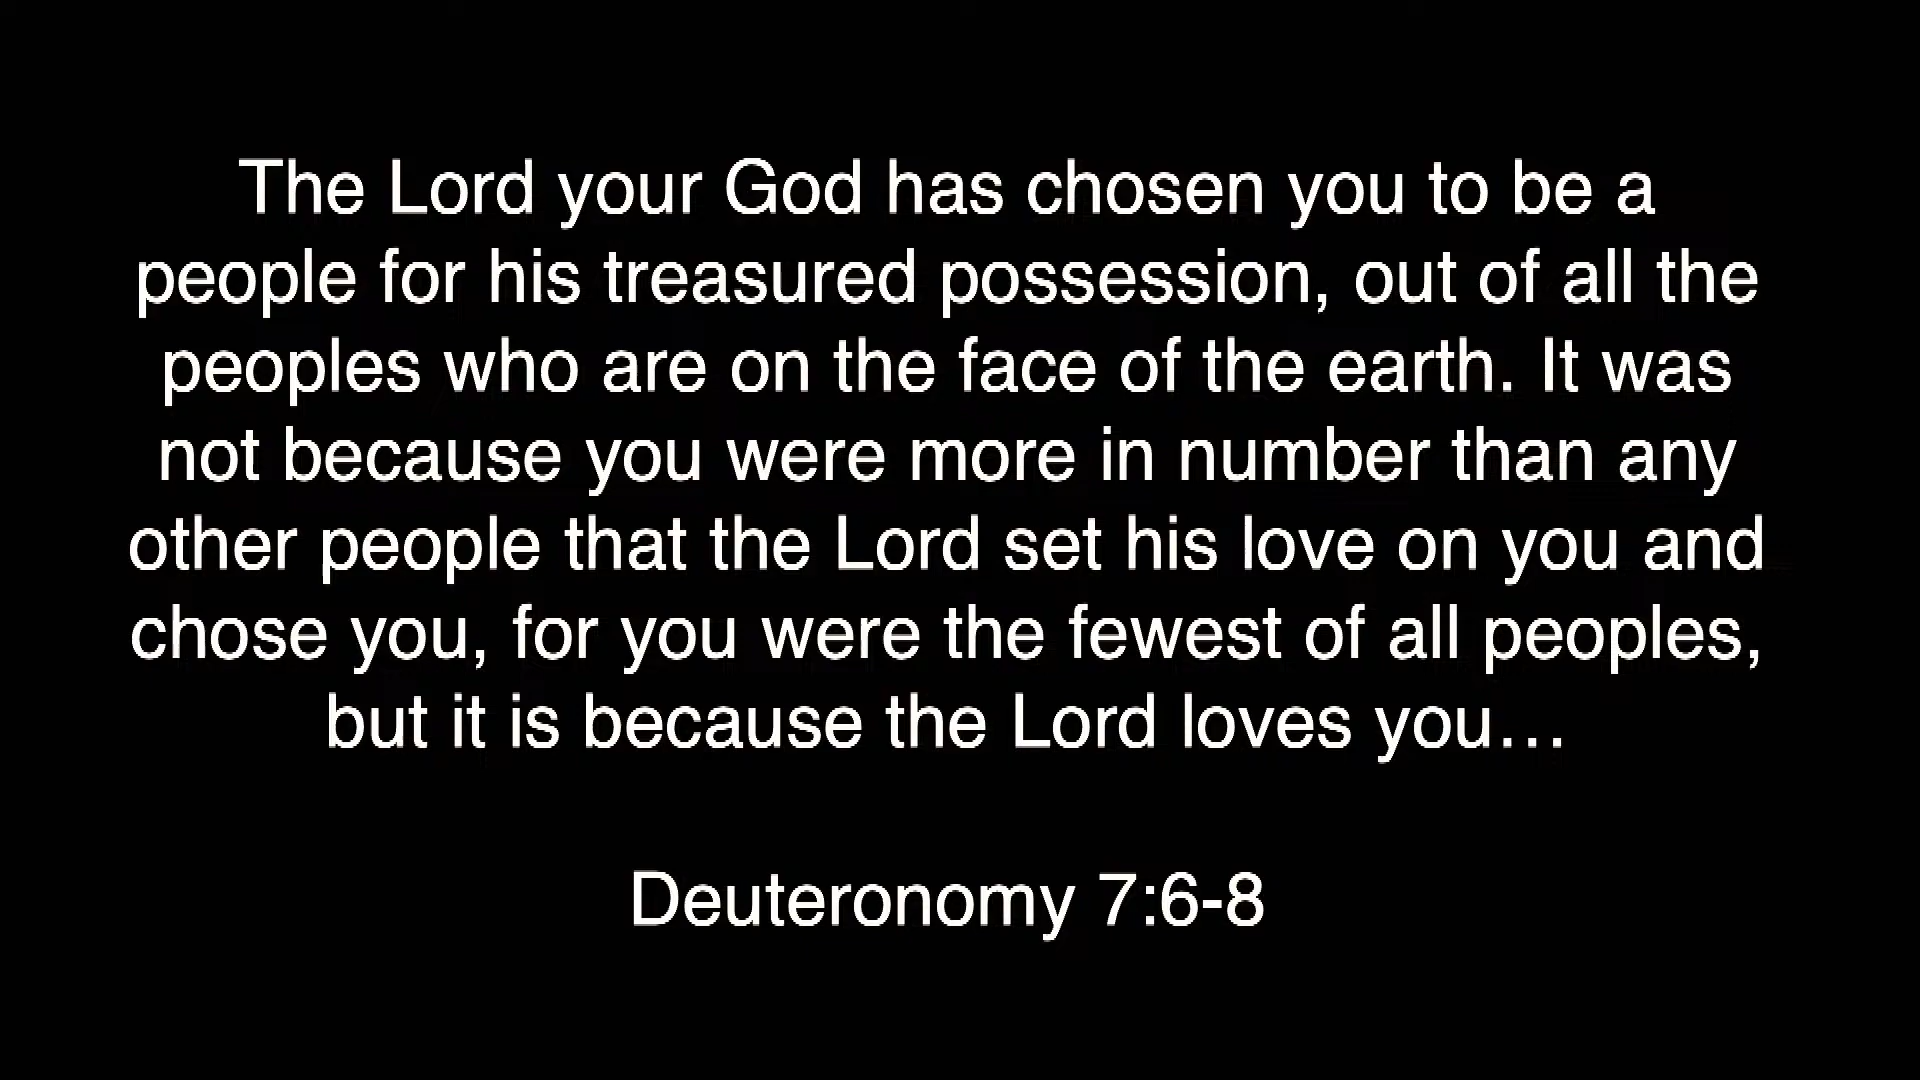 The Lord your God has chosen you to be a
people for his treasured possession, out of all the
peoples who are on the face of the earth. It was
not because you were more in number than any
other people that the Lord set his love on you and
chose you, for you were the fewest of all peoples,
but it is because the Lord loves you…
Deuteronomy 7:6-8